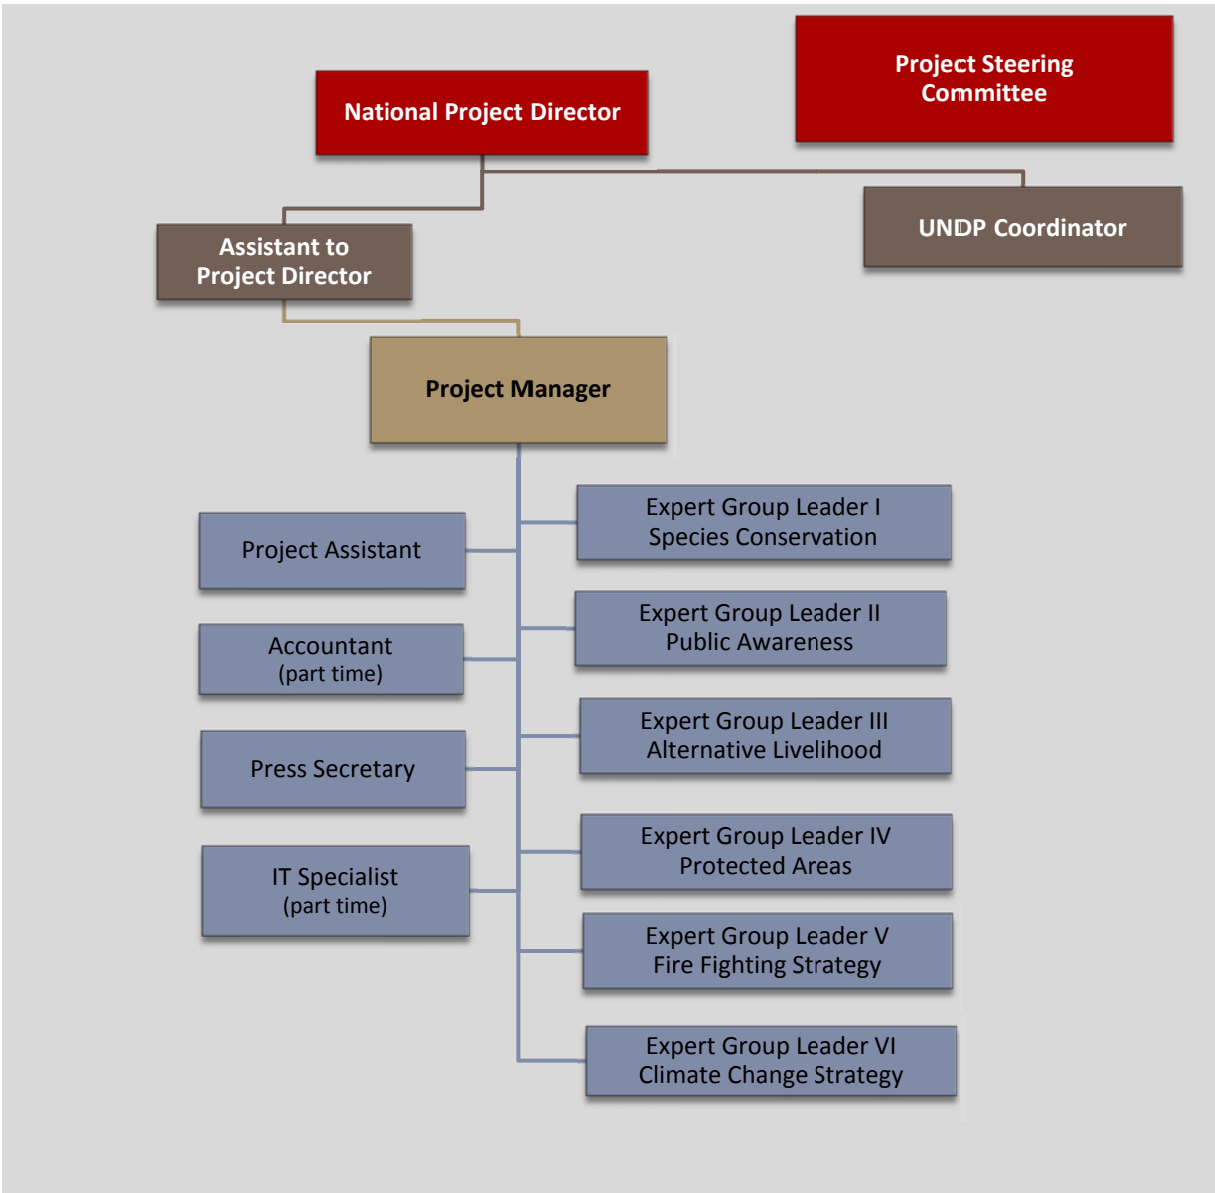 Project Steering
Committee
National Project Director
UNDP Coordinator
Assistant to
Project Director
Project Manager
Project Assistant
Accountant
(part time)
Press Secretary
IT Specialist
(part time)
Expert Group Leader I
Species Conservation
Expert Group Leader II
Public Awareness
Expert Group Leader III
Alternative Livelihood
Expert Group Leader IV
Protected Areas
Expert Group Leader V
Fire Fighting Strategy
Expert Group Leader VI
Climate Change Strategy